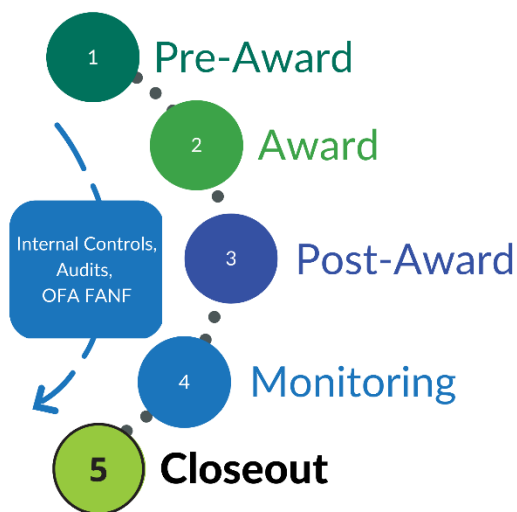 1 Pre-Award
2 Award
Internal Controls,
Audits,
OFA FANF
3 Post-Award
4 Monitoring
5 Closeout